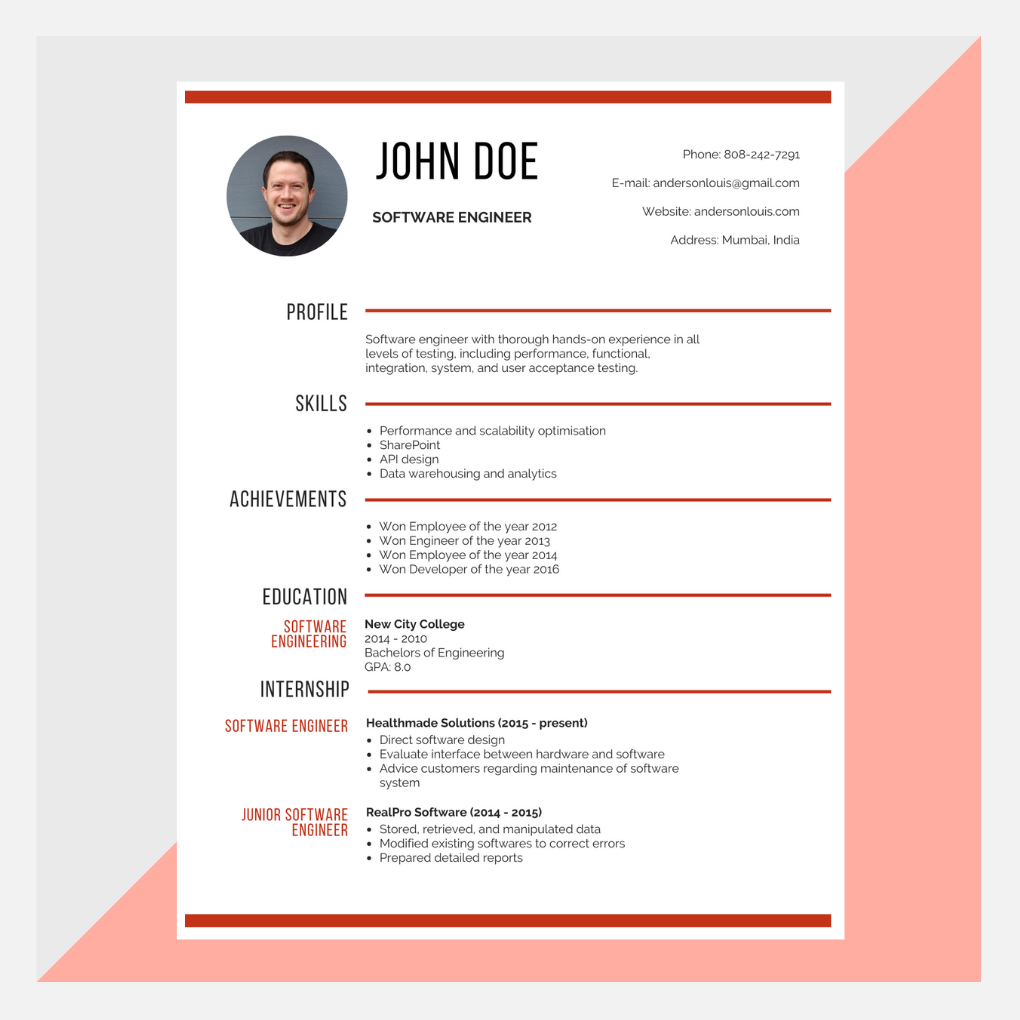 JOHN DOE
SOFTWARE ENGINEER
Phone: 808-242-7291
E-mail: andersonlouis@gmail.com
Website: andersonlouis.com
Address: Mumbai, India
PROFILE
Software engineer with thorough hands-on experience in all
levels of testing, including performance, functional,
integration, system, and user acceptance testing.
SKILLS
• Performance and scalability optimisation
• SharePoint
• API design
• Data warehousing and analytics
ACHIEVEMENTS
• Won Employee of the year 2012
• Won Engineer of the year 2013
• Won Employee of the year 2014
• Won Developer of the year 2016
EDUCATION
SOFTWARE
ENGINEERING
New City College
2014 - 2010
Bachelors of Engineering
GPA: 8.0
INTERNSHIP
SOFTWARE ENGINEER
Healthmade Solutions (2015 - present)
• Direct software design
• Evaluate interface between hardware and software
• Advice customers regarding maintenance of software
system
JUNIOR SOFTWARE
ENGINEER
RealPro Software (2014 - 2015)
• Stored, retrieved, and manipulated data
• Modified existing softwares to correct errors
• Prepared detailed reports